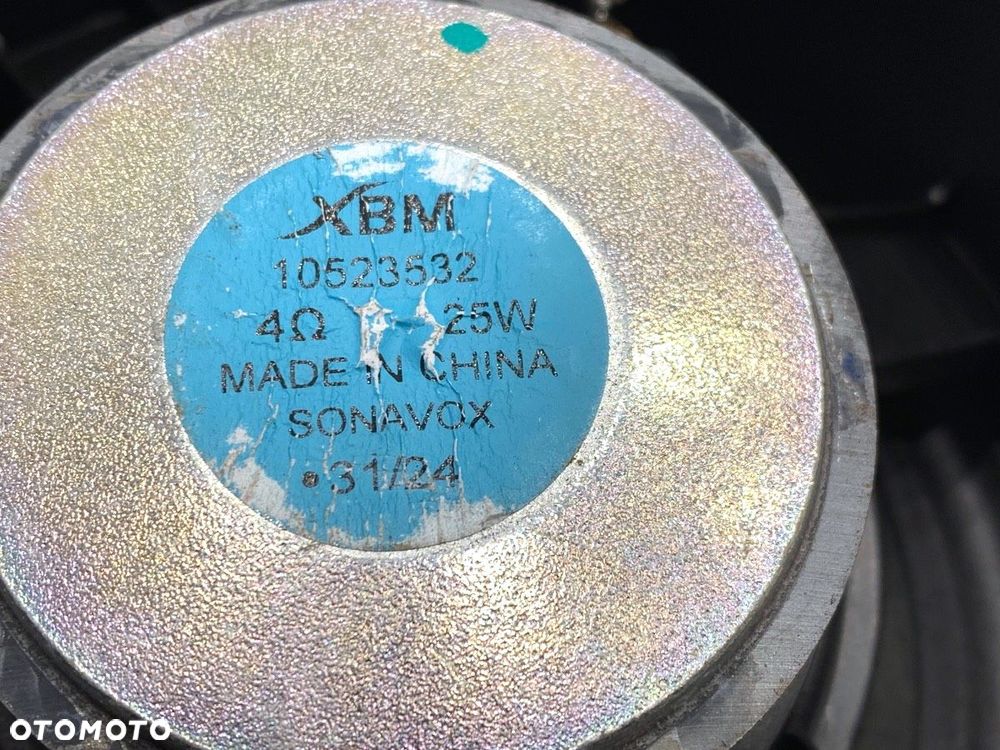 XBM
10523532
4Ω 25W
MADE IN CHINA
SONAVOX
•31/24
OTOMOTO